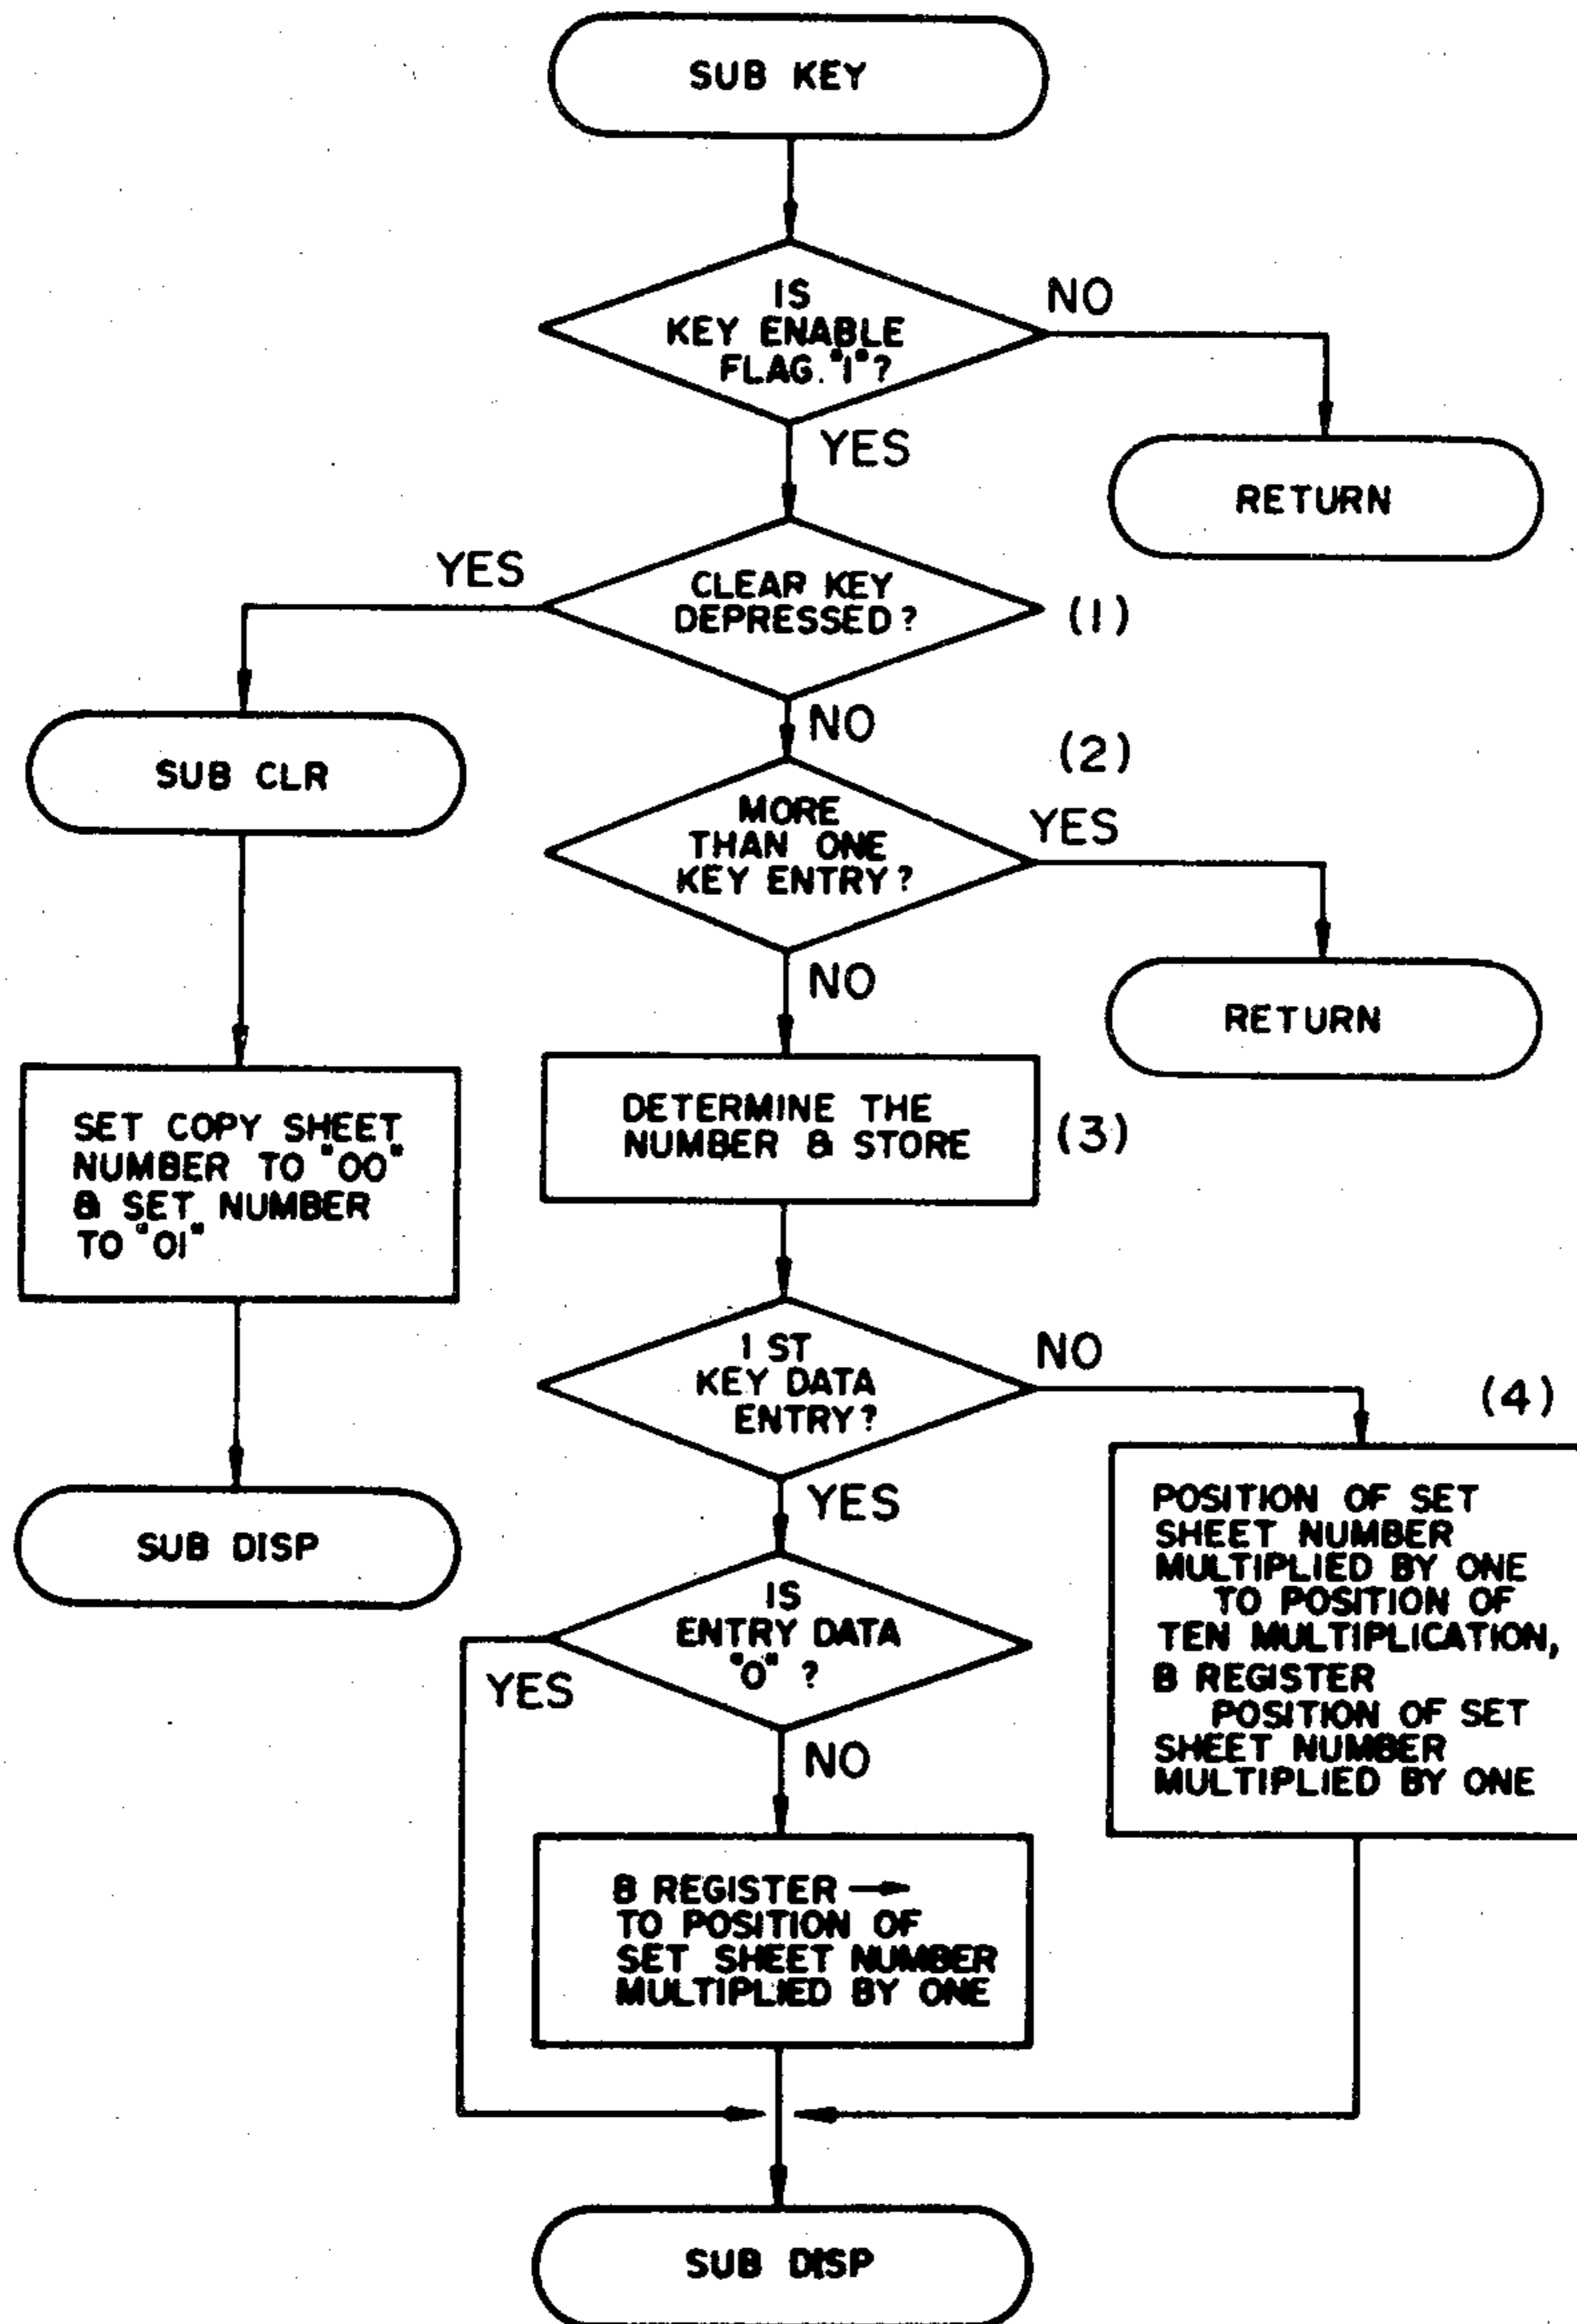 SUB KEY
IS
KEY ENABLE
FLAG. "1"?
NO
YES
RETURN
YES
CLEAR KEY
DEPRESSED?
(1)
NO
SUB CLR
(2)
MORE
THAN ONE
KEY ENTRY?
YES
NO
RETURN
SET COPY SHEET
NUMBER TO "00"
& SET NUMBER
TO "01"
DETERMINE THE
NUMBER & STORE
(3)
1 ST
KEY DATA
ENTRY?
NO
(4)
YES
SUB DISP
POSITION OF SET
SHEET NUMBER
MULTIPLIED BY ONE
TO POSITION OF
TEN MULTIPLICATION,
B REGISTER
POSITION OF SET
SHEET NUMBER
MULTIPLIED BY ONE
IS
ENTRY DATA
"0" ?
YES
NO
B REGISTER →
TO POSITION OF
SET SHEET NUMBER
MULTIPLIED BY ONE
SUB DISP